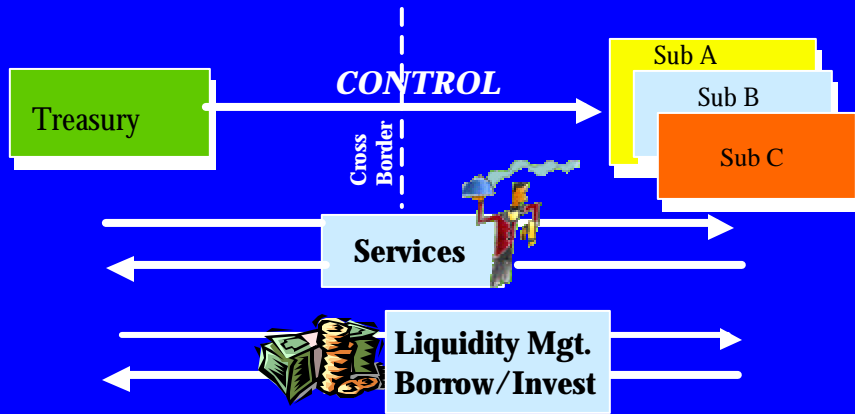 Sub A
CONTROL
Sub B
Treasury
Sub C
Cross
Border
Services
Liquidity Mgt.
Borrow/Invest